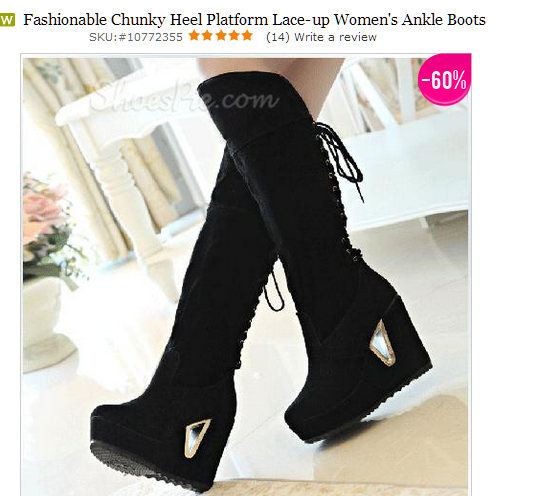 W Fashionable Chunky Heel Platform Lace-up Women's Ankle Boots
SKU:#10772355 (14) Write a review
-60%
ShoesPie.com